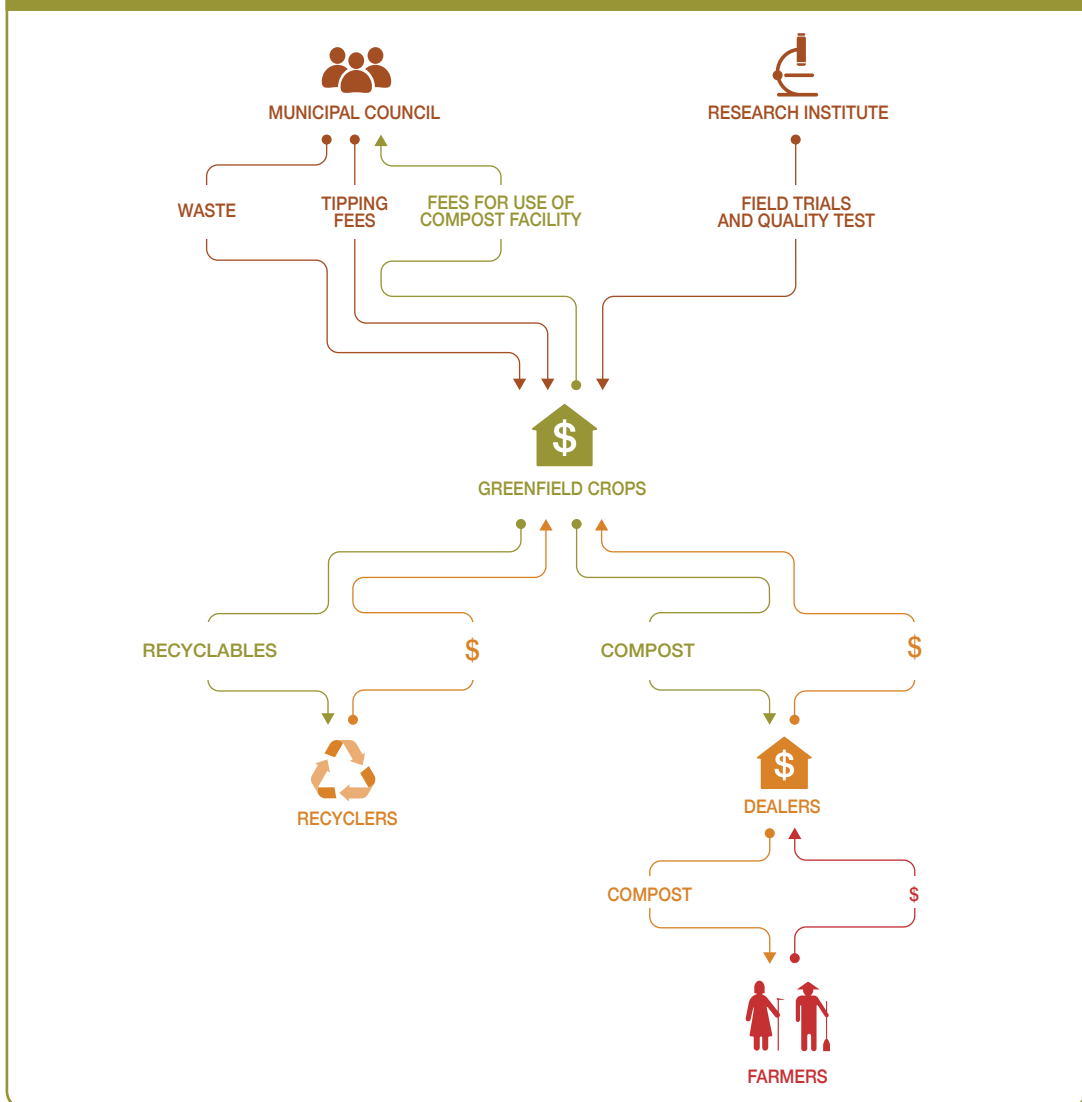 MUNICIPAL COUNCIL
RESEARCH INSTITUTE
WASTE
TIPPING
FEES
FEES FOR USE OF
COMPOST FACILITY
FIELD TRIALS
AND QUALITY TEST
$
GREENFIELD CROPS
RECYCLABLES
$
COMPOST
$
RECYCLERS
$
DEALERS
COMPOST
$
FARMERS